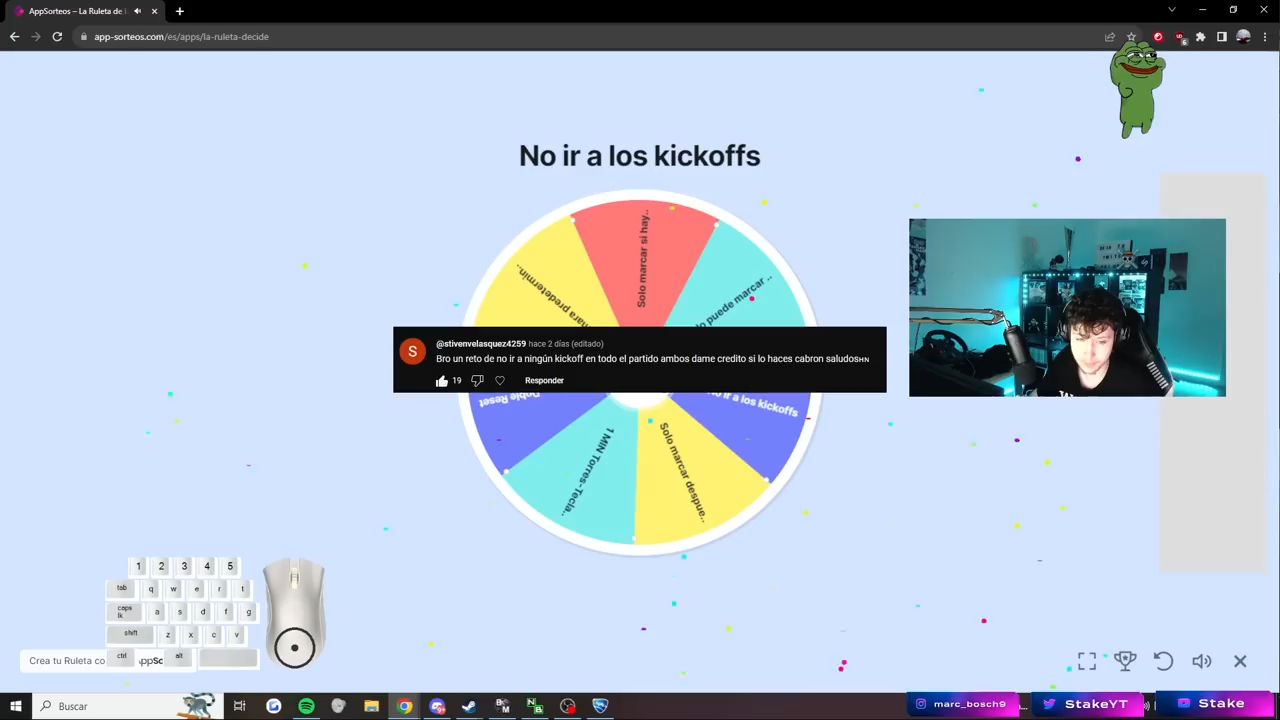 AppSorteos – La Ruleta de
app-sorteos.com/es/apps/la-ruleta-decide
6
No ir a los kickoffs
Solo marcar si hay..
puede marcar ..
mara predetermin..
S
@stivenvelasquez4259 hace 2 días (editado)
Bro un reto de no ir a ningún kickoff en todo el partido ambos dame credito si lo haces cabron saludosHN
19
Responder
Doble Reset
No ir a los kickoffs
1 MIN Torres-Tecla..
Solo marcar despue..
1 2 3 4 5
tab q w e r t
caps lk a s d f g
shift z x c v
ctrl alt
Crea tu Ruleta co
AppSo
Buscar
marc_bosch9
StakeYT
Stake